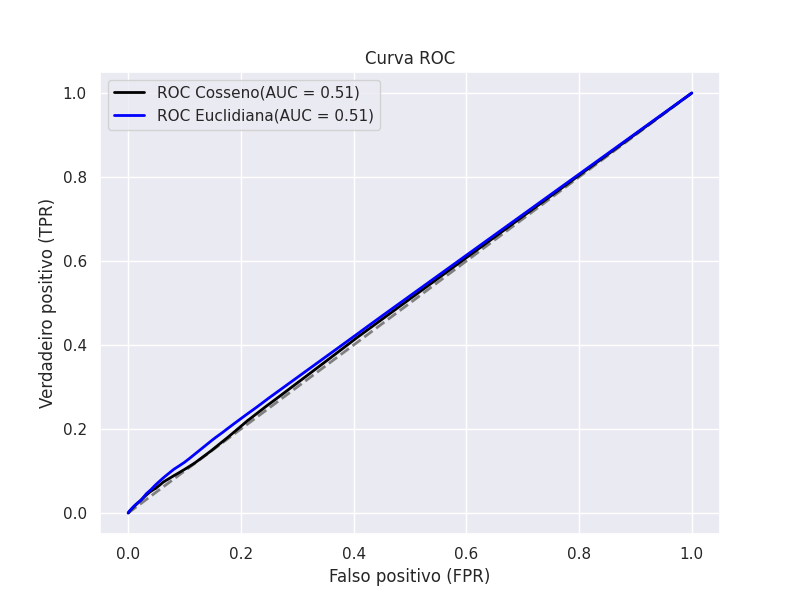 Curva ROC
ROC Cosseno(AUC = 0.51)
ROC Euclidiana(AUC = 0.51)
1.0
0.8
0.6
0.4
0.2
0.0
Verdadeiro positivo (TPR)
0.0 0.2 0.4 0.6 0.8 1.0
Falso positivo (FPR)